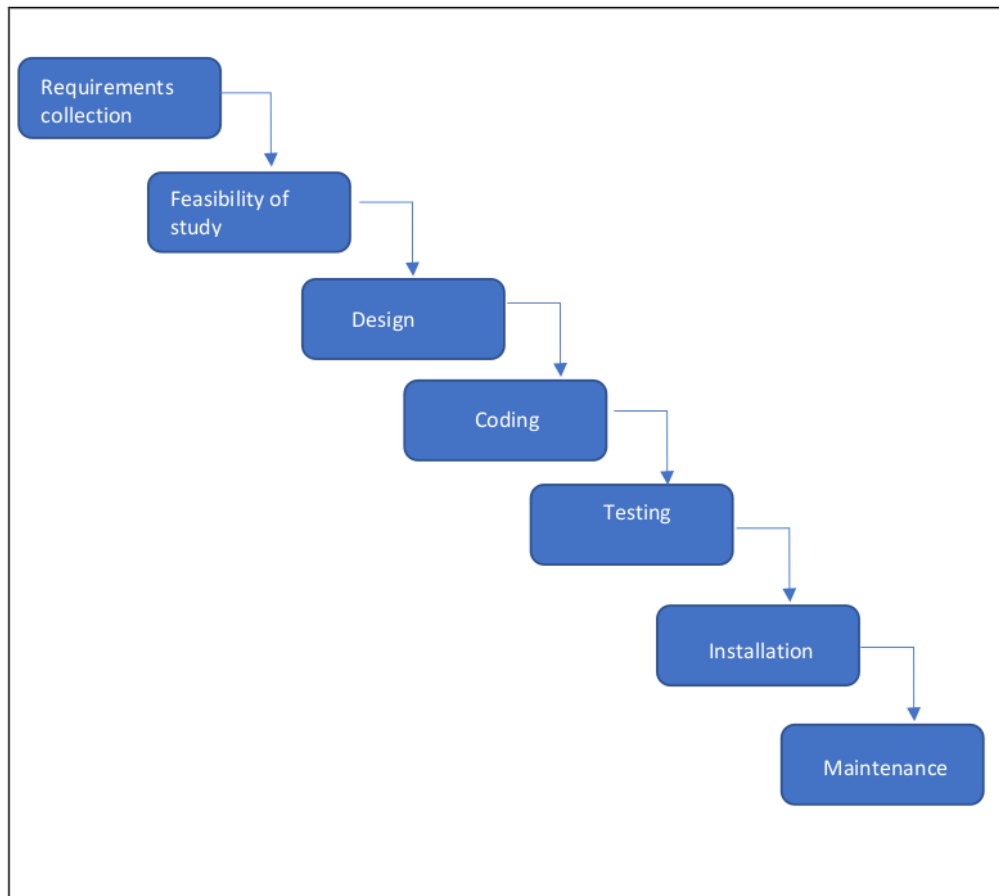 Requirements
collection
Feasibility of
study
Design
Coding
Testing
Installation
Maintenance